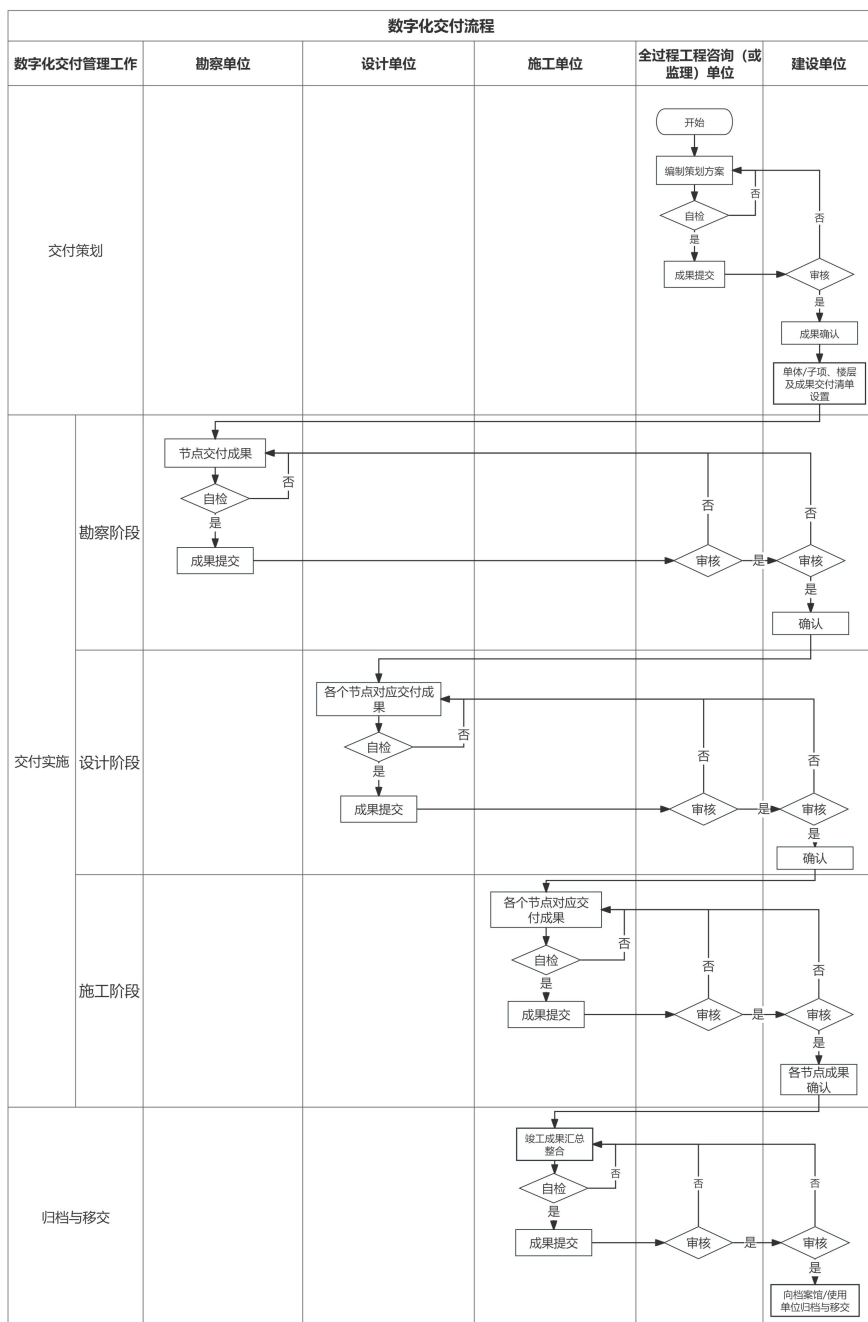 数字化交付流程
数字化交付管理工作
勘察单位
设计单位
施工单位
全过程工程咨询（或
监理）单位
建设单位
交付策划
开始
编制策划方案
否
自检
否
是
成果提交
审核
是
成果确认
单体/子项、楼层
及成果交付清单
设置
交付实施
勘察阶段
节点交付成果
否
自检
是
成果提交
否
审核
是
否
审核
是
确认
设计阶段
各个节点对应交付成
果
否
自检
是
成果提交
否
审核
是
否
审核
是
确认
施工阶段
各个节点对应交
付成果
否
自检
是
成果提交
否
审核
是
否
审核
是
各节点成果
确认
归档与移交
竣工成果汇总
整合
否
自检
是
成果提交
否
审核
是
否
审核
是
向档案馆/使用
单位归档与移交